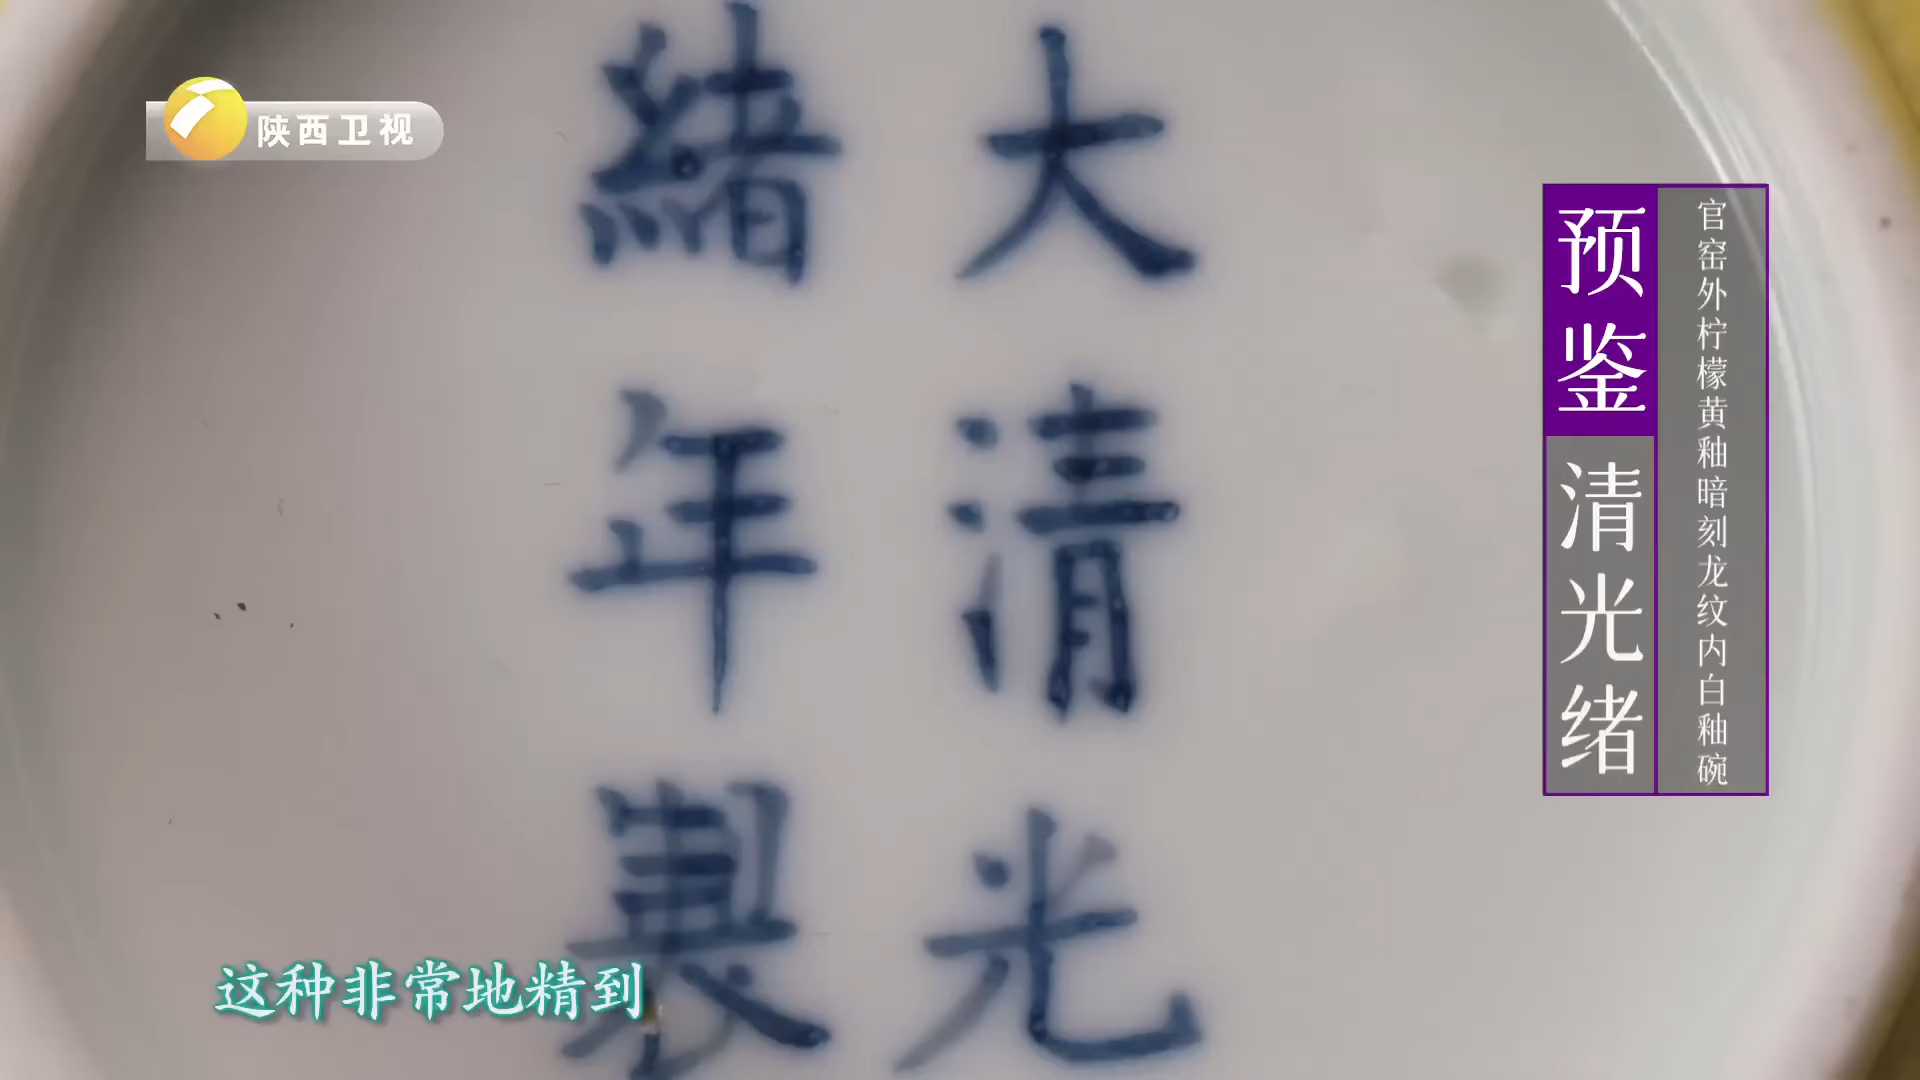 陕西卫视
大清光
緒年製
预鉴
清光绪
官窑外柠檬黄釉暗刻龙纹内白釉碗
这种非常地精到